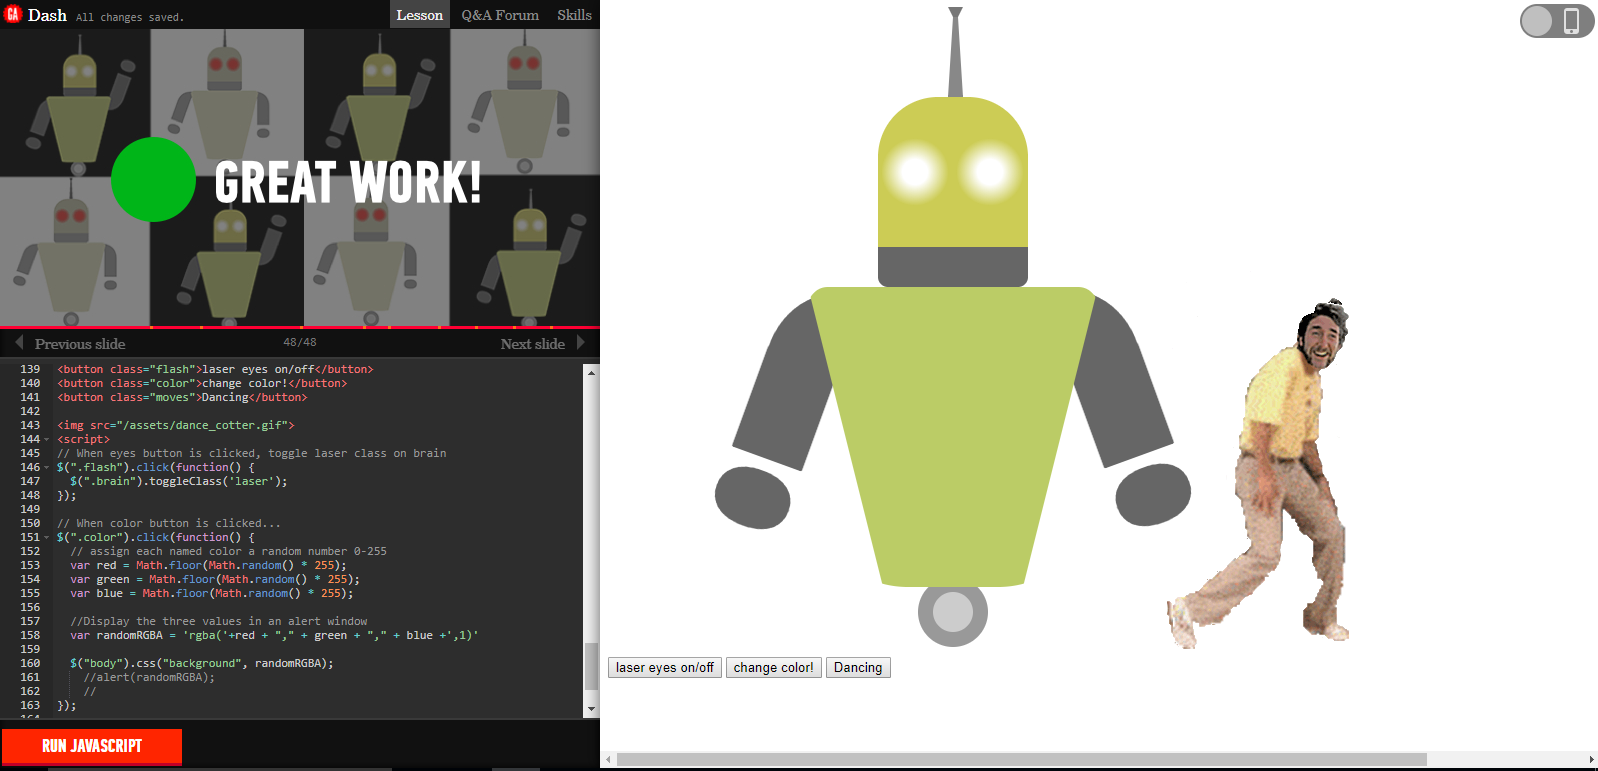 GA Dash All changes saved. Lesson Q&A Forum Skills
GREAT WORK!
Previous slide 48/48 Next slide
139 <button class="flash">laser eyes on/off</button>
140 <button class="color">change color!</button>
141 <button class="moves">Dancing</button>
142
143 <img src="/assets/dance_cotter.gif">
144 <script>
145 // When eyes button is clicked, toggle laser class on brain
146 $(".flash").click(function() {
147 $(".brain").toggleClass('laser');
148 });
149
150 // When color button is clicked...
151 $(".color").click(function() {
152 // assign each named color a random number 0-255
153 var red = Math.floor(Math.random() * 255);
154 var green = Math.floor(Math.random() * 255);
155 var blue = Math.floor(Math.random() * 255);
156
157 //Display the three values in an alert window
158 var randomRGBA = 'rgba('+red + "," + green + "," + blue +',1)'
159
160 $("body").css("background", randomRGBA);
161 //alert(randomRGBA);
162 //
163 });
RUN JAVASCRIPT
laser eyes on/off change color! Dancing